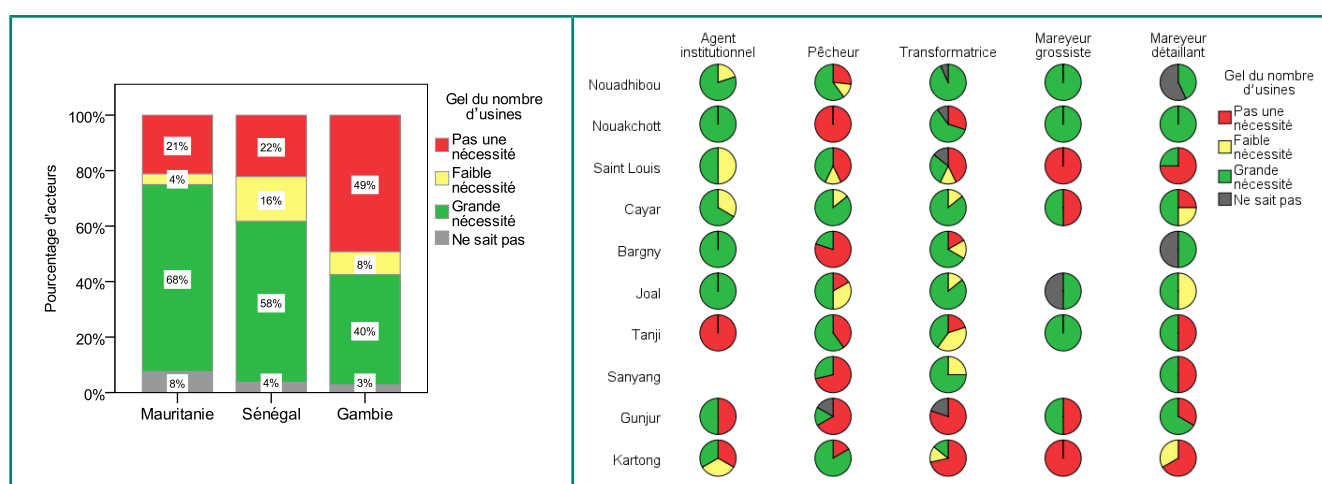 Gel du nombre
d'usines
Pas une
nécessité
Faible
nécessité
Grande
nécessité
Ne sait pas
Pourcentage d'acteurs
100%
80%
60%
40%
20%
0%
21%
4%
68%
8%
22%
16%
58%
4%
49%
8%
40%
3%
Mauritanie Sénégal Gambie
Agent
institutionnel
Pêcheur
Transformatrice
Mareyeur
grossiste
Mareyeur
détaillant
Nouadhibou
Nouakchott
Saint Louis
Cayar
Bargny
Joal
Tanji
Sanyang
Gunjur
Kartong
Gel du nombre
d'usines
Pas une
nécessité
Faible
nécessité
Grande
nécessité
Ne sait pas